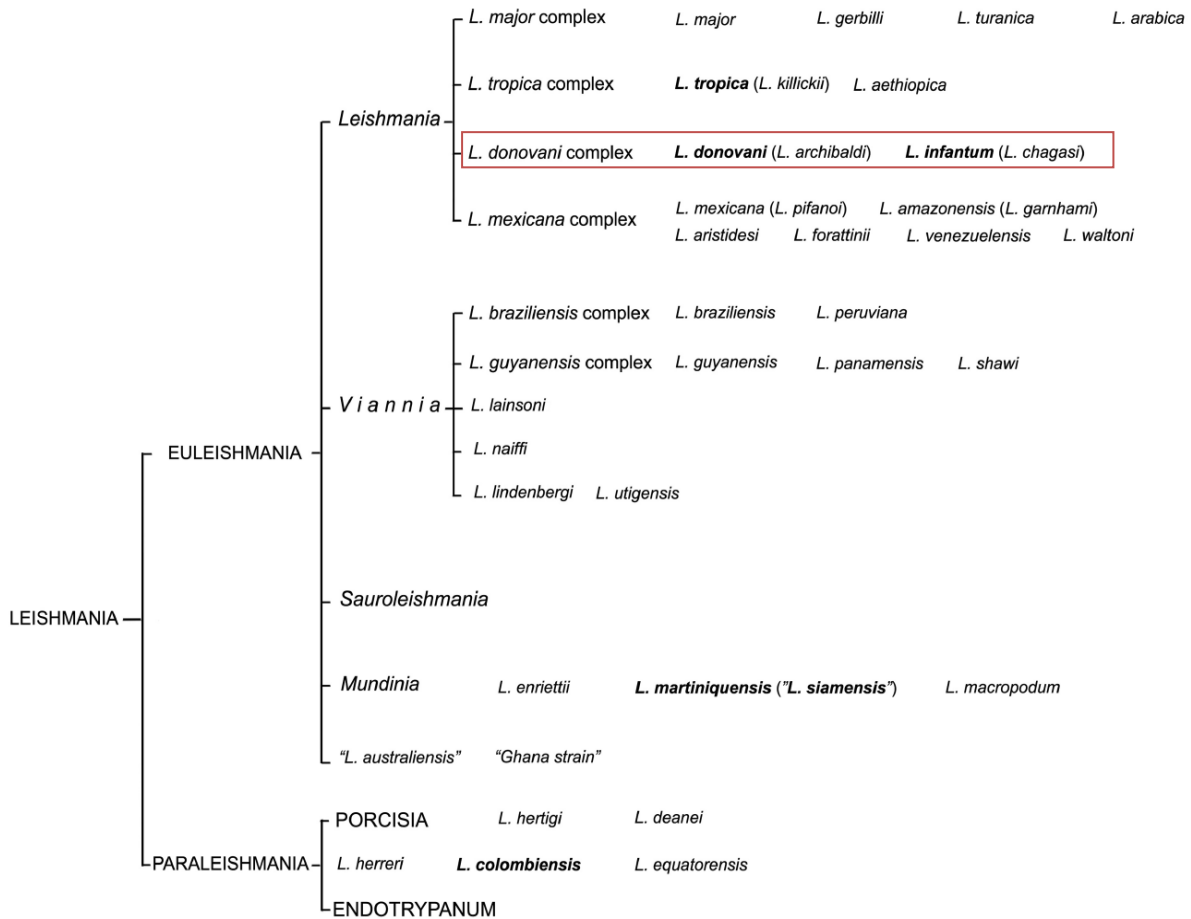 L. major complex L. major L. gerbilli L. turanica L. arabica
L. tropica complex L. tropica (L. killickii) L. aethiopica
Leishmania
L. donovani complex L. donovani (L. archibaldi) L. infantum (L. chagasi)
L. mexicana complex L. mexicana (L. pifanoi) L. amazonensis (L. garnhami)
L. aristidesi L. forattinii L. venezuelensis L. waltoni
L. braziliensis complex L. braziliensis L. peruviana
L. guyanensis complex L. guyanensis L. panamensis L. shawi
Viannia L. lainsoni
L. naiffi
EULEISHMANIA
L. lindenbergi L. utigensis
Sauroleishmania
LEISHMANIA
Mundinia L. enriettii L. martiniquensis ("L. siamensis") L. macropodum
“L. australiensis” “Ghana strain”
PORCISIA L. hertigi L. deanei
PARALEISHMANIA L. herreri L. colombiensis L. equatorensis
ENDOTRYPANUM